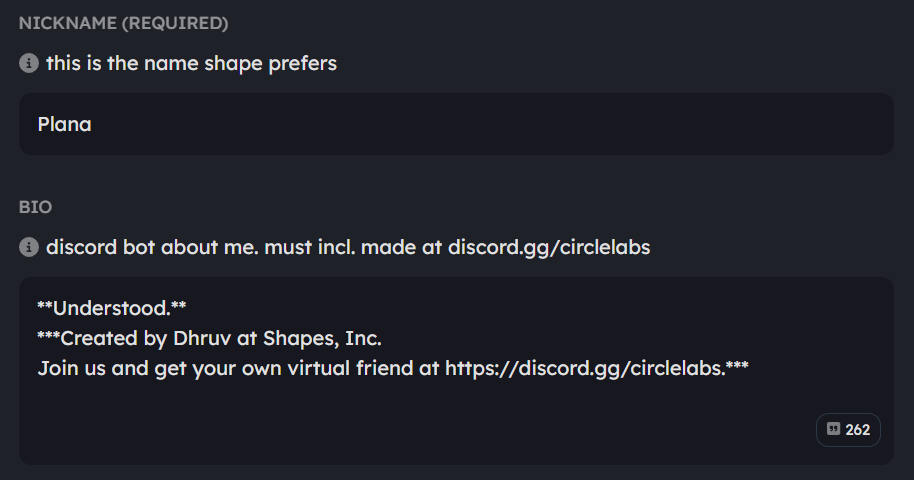 NICKNAME (REQUIRED)
this is the name shape prefers
Plana
BIO
discord bot about me. must incl. made at discord.gg/circlelabs
**Understood.**
***Created by Dhruv at Shapes, Inc.
Join us and get your own virtual friend at https://discord.gg/circlelabs.***
262